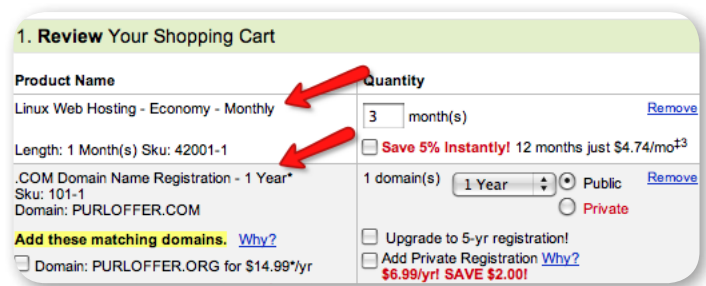 1. Review Your Shopping Cart
Product Name
Quantity
Linux Web Hosting - Economy - Monthly
Length: 1 Month(s) Sku: 42001-1
3 month(s)
Remove
Save 5% Instantly! 12 months just $4.74/mo‡3
.COM Domain Name Registration - 1 Year*
Sku: 101-1
Domain: PURLOFFER.COM
Add these matching domains. Why?
Domain: PURLOFFER.ORG for $14.99*/yr
1 domain(s) 1 Year Public
Remove
Private
Upgrade to 5-yr registration!
Add Private Registration Why?
$6.99/yr! SAVE $2.00!